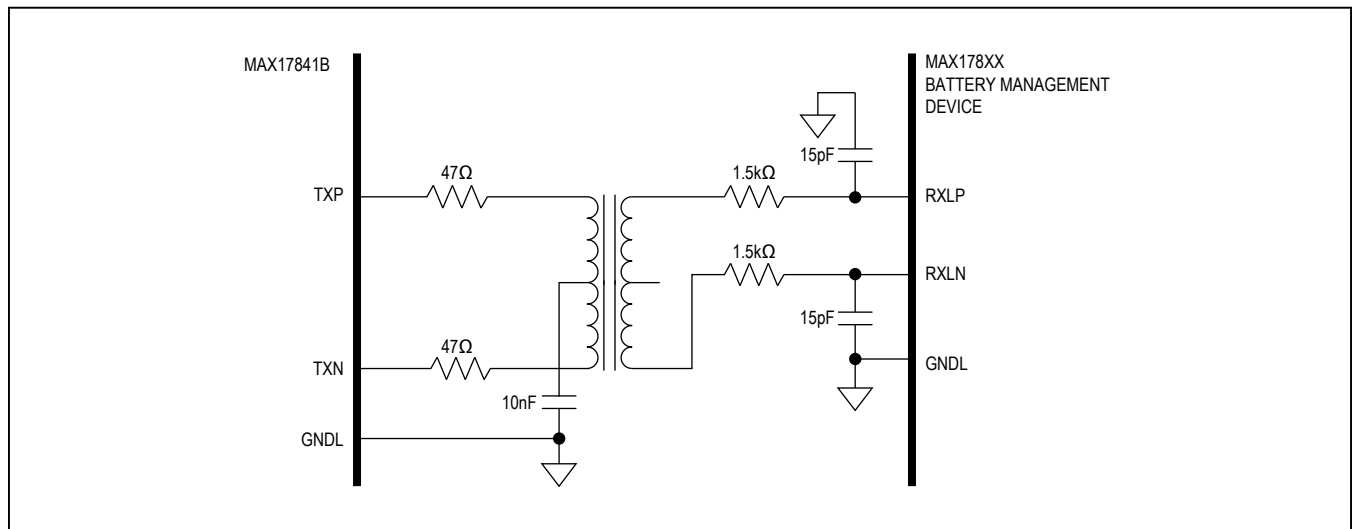 MAX17841B
TXP
47Ω
TXN
47Ω
10nF
GNDL
MAX178XX
BATTERY MANAGEMENT
DEVICE
15pF
1.5kΩ
RXLP
1.5kΩ
RXLN
15pF
GNDL